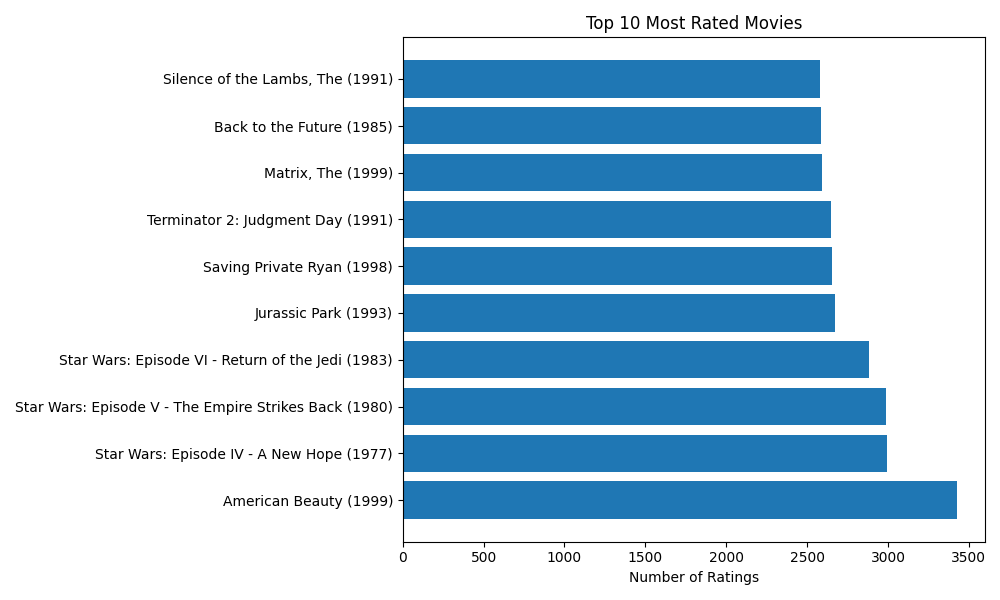 Top 10 Most Rated Movies
Silence of the Lambs, The (1991)
Back to the Future (1985)
Matrix, The (1999)
Terminator 2: Judgment Day (1991)
Saving Private Ryan (1998)
Jurassic Park (1993)
Star Wars: Episode VI - Return of the Jedi (1983)
Star Wars: Episode V - The Empire Strikes Back (1980)
Star Wars: Episode IV - A New Hope (1977)
American Beauty (1999)
0 500 1000 1500 2000 2500 3000 3500
Number of Ratings